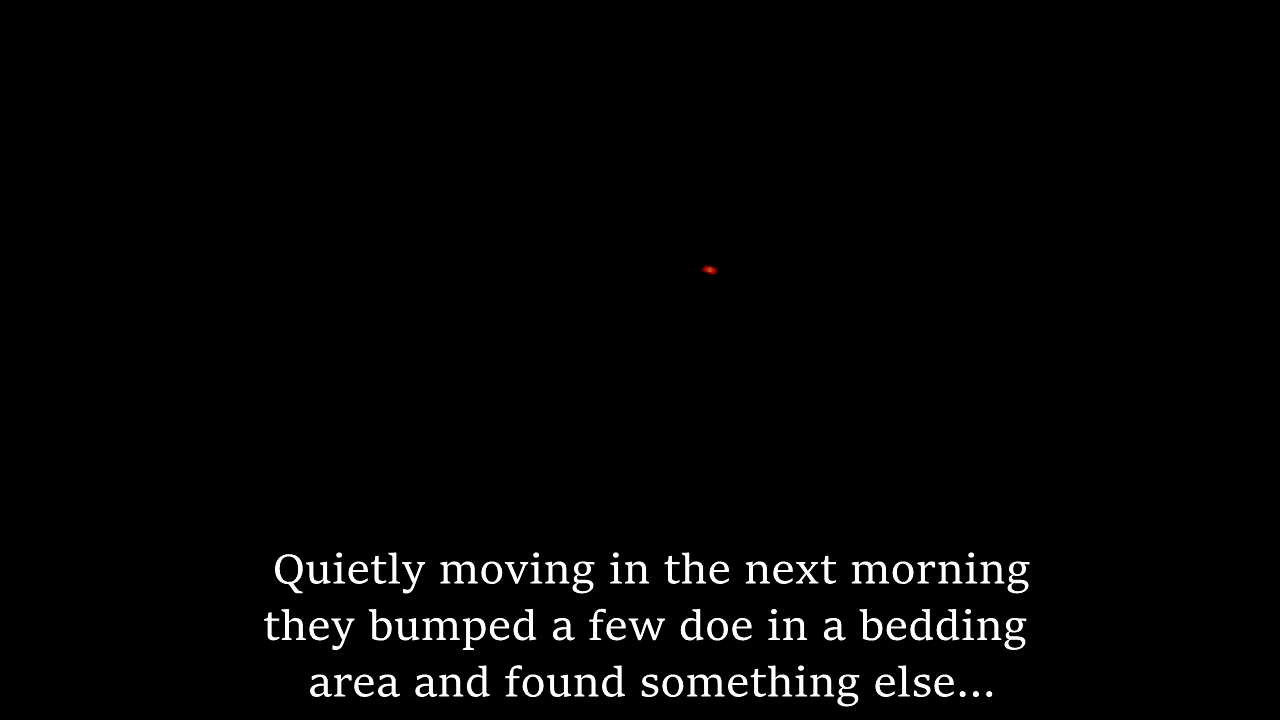 Quietly moving in the next morning
they bumped a few doe in a bedding
area and found something else...